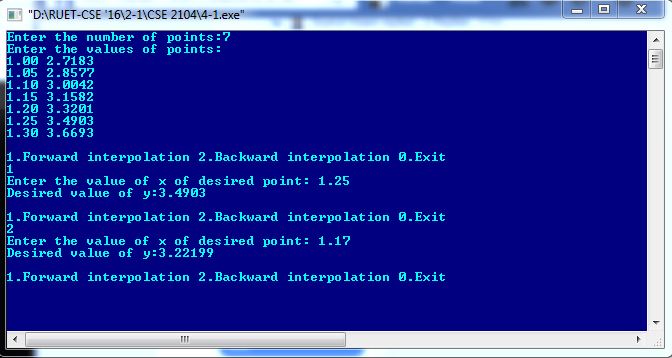 "D:\RUET-CSE '16\2-1\CSE 2104\4-1.exe"
Enter the number of points:7
Enter the values of points:
1.00 2.7183
1.05 2.8577
1.10 3.0042
1.15 3.1582
1.20 3.3201
1.25 3.4903
1.30 3.6693
1.Forward interpolation 2.Backward interpolation 0.Exit
1
Enter the value of x of desired point: 1.25
Desired value of y:3.4903
1.Forward interpolation 2.Backward interpolation 0.Exit
2
Enter the value of x of desired point: 1.17
Desired value of y:3.22199
1.Forward interpolation 2.Backward interpolation 0.Exit